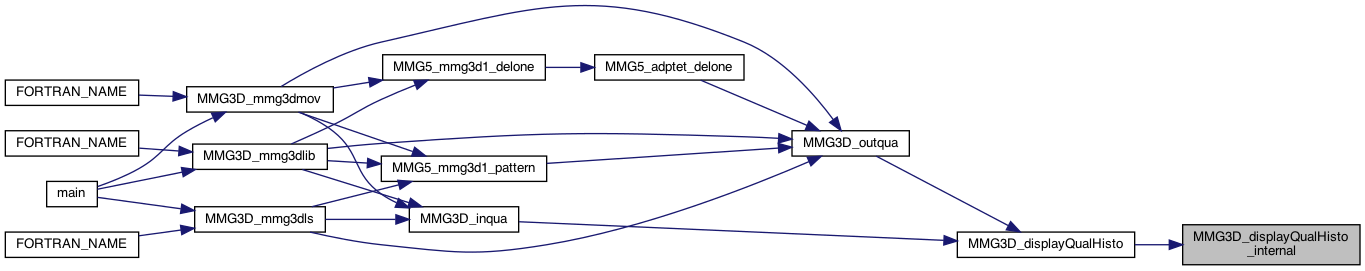 FORTRAN_NAME
FORTRAN_NAME
main
FORTRAN_NAME
MMG3D_mmg3dmov
MMG3D_mmg3dlib
MMG3D_mmg3dls
MMG5_mmg3d1_delone
MMG5_mmg3d1_pattern
MMG3D_inqua
MMG5_adptet_delone
MMG3D_outqua
MMG3D_displayQualHisto
MMG3D_displayQualHisto
_internal